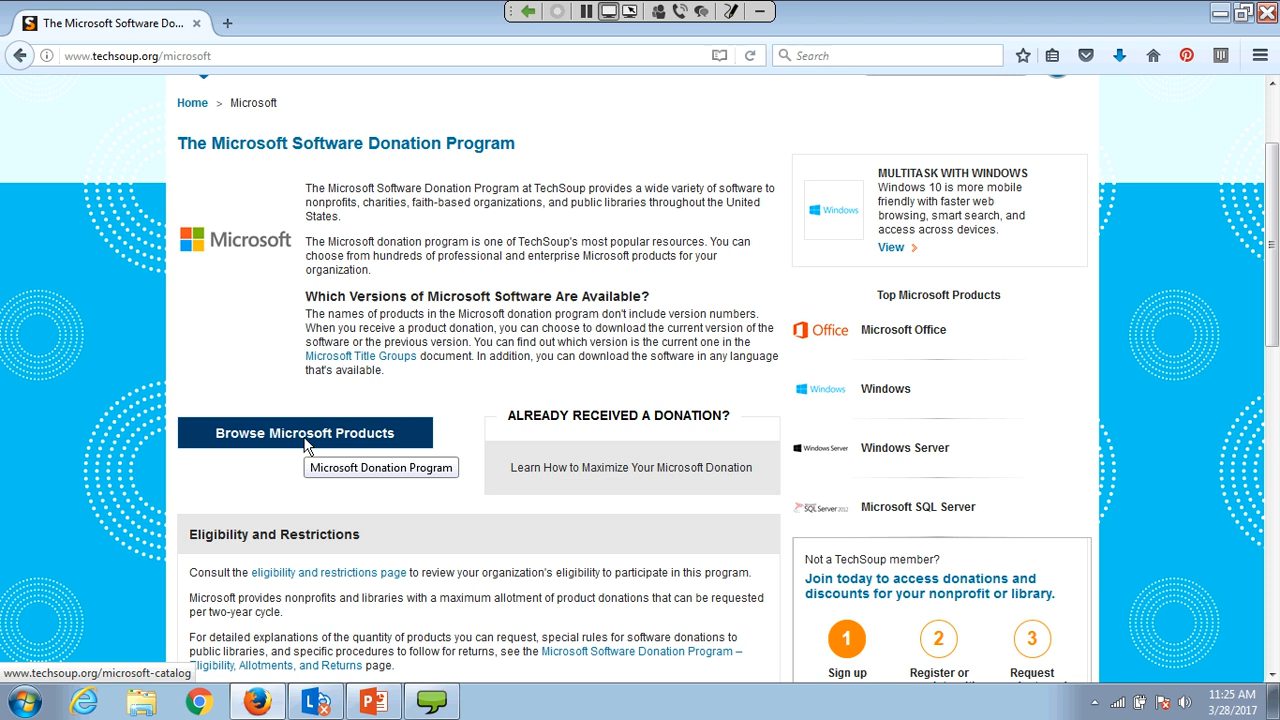 The Microsoft Software Do...
www.techsoup.org/microsoft
Search
Home > Microsoft
The Microsoft Software Donation Program
Microsoft
The Microsoft Software Donation Program at TechSoup provides a wide variety of software to
nonprofits, charities, faith-based organizations, and public libraries throughout the United
States.
The Microsoft donation program is one of TechSoup's most popular resources. You can
choose from hundreds of professional and enterprise Microsoft products for your
organization.
Which Versions of Microsoft Software Are Available?
The names of products in the Microsoft donation program don't include version numbers.
When you receive a product donation, you can choose to download the current version of the
software or the previous version. You can find out which version is the current one in the
Microsoft Title Groups document. In addition, you can download the software in any language
that's available.
Browse Microsoft Products
Microsoft Donation Program
ALREADY RECEIVED A DONATION?
Learn How to Maximize Your Microsoft Donation
Eligibility and Restrictions
Consult the eligibility and restrictions page to review your organization's eligibility to participate in this program.
Microsoft provides nonprofits and libraries with a maximum allotment of product donations that can be requested
per two-year cycle.
For detailed explanations of the quantity of products you can request, special rules for software donations to
public libraries, and specific procedures to follow for returns, see the Microsoft Software Donation Program –
Eligibility, Allotments, and Returns page.
MULTITASK WITH WINDOWS
Windows
Windows 10 is more mobile
friendly with faster web
browsing, smart search, and
access across devices.
View >
Top Microsoft Products
Office Microsoft Office
Windows Windows
Windows Server Windows Server
SQL Server 2012 Microsoft SQL Server
Not a TechSoup member?
Join today to access donations and
discounts for your nonprofit or library.
1 2 3
Sign up Register or Request
www.techsoup.org/microsoft-catalog
11:25 AM
3/28/2017